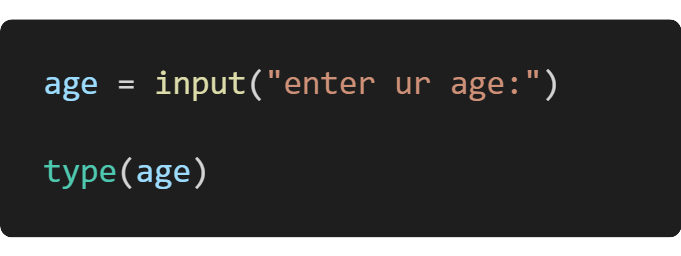 age = input("enter ur age:")
type(age)